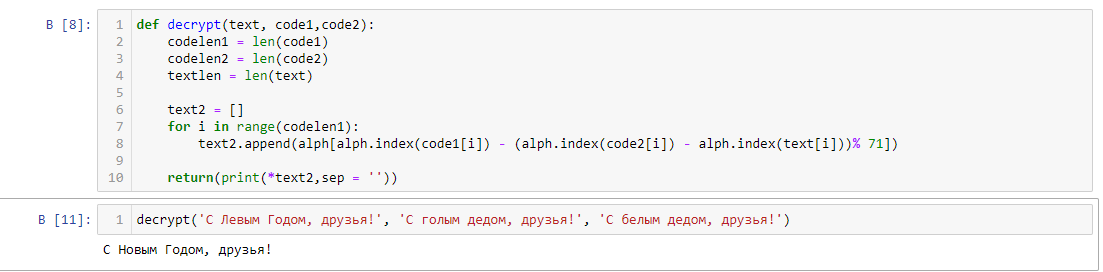 В [8]:
1 def decrypt(text, code1,code2):
2     codelen1 = len(code1)
3     codelen2 = len(code2)
4     textlen = len(text)
5
6     text2 = []
7     for i in range(codelen1):
8         text2.append(alph[alph.index(code1[i]) - (alph.index(code2[i]) - alph.index(text[i]))% 71])
9
10     return(print(*text2,sep = ''))
В [11]:
1 decrypt('С Левым Годом, друзья!', 'С голым дедом, друзья!', 'С белым дедом, друзья!')
С Новым Годом, друзья!